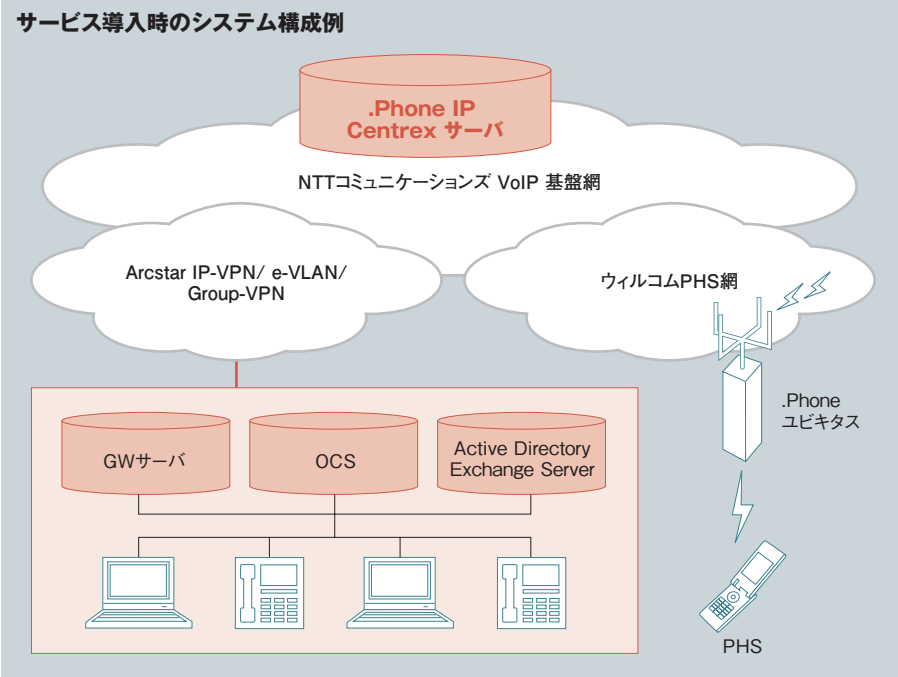 サービス導入時のシステム構成例
.Phone IP
Centrex サーバ
NTTコミュニケーションズ VoIP 基盤網
Arcstar IP-VPN/ e-VLAN/
Group-VPN
ウィルコムPHS網
.Phone
ユビキタス
GWサーバ
OCS
Active Directory
Exchange Server
PHS